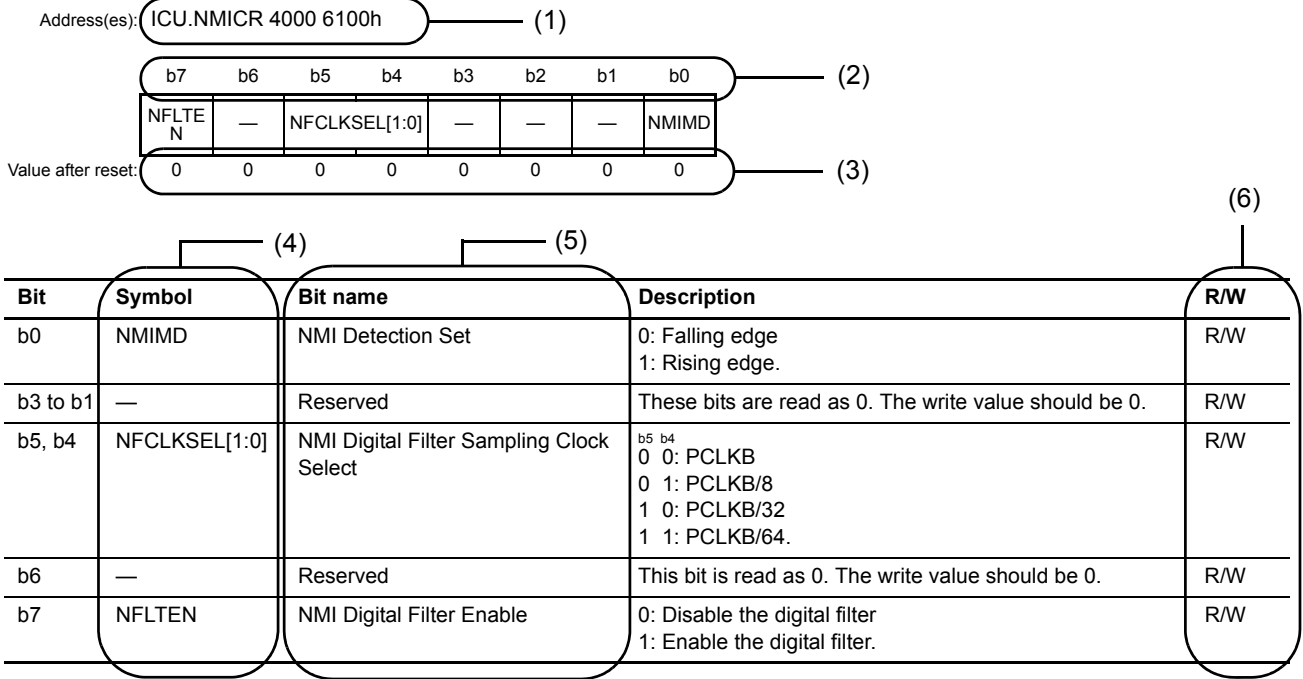 Address(es): ICU.NMICR 4000 6100h (1)
b7 b6 b5 b4 b3 b2 b1 b0 (2)
NFLTE
N — NFCLKSEL[1:0] — — — NMIMD
Value after reset: 0 0 0 0 0 0 0 0 (3)
(6)
(4) (5)
Bit Symbol Bit name Description R/W
b0 NMIMD NMI Detection Set 0: Falling edge R/W
1: Rising edge.
b3 to b1 — Reserved These bits are read as 0. The write value should be 0. R/W
b5, b4 NFCLKSEL[1:0] NMI Digital Filter Sampling Clock b5 b4 R/W
Select 0 0: PCLKB
0 1: PCLKB/8
1 0: PCLKB/32
1 1: PCLKB/64.
b6 — Reserved This bit is read as 0. The write value should be 0. R/W
b7 NFLTEN NMI Digital Filter Enable 0: Disable the digital filter R/W
1: Enable the digital filter.